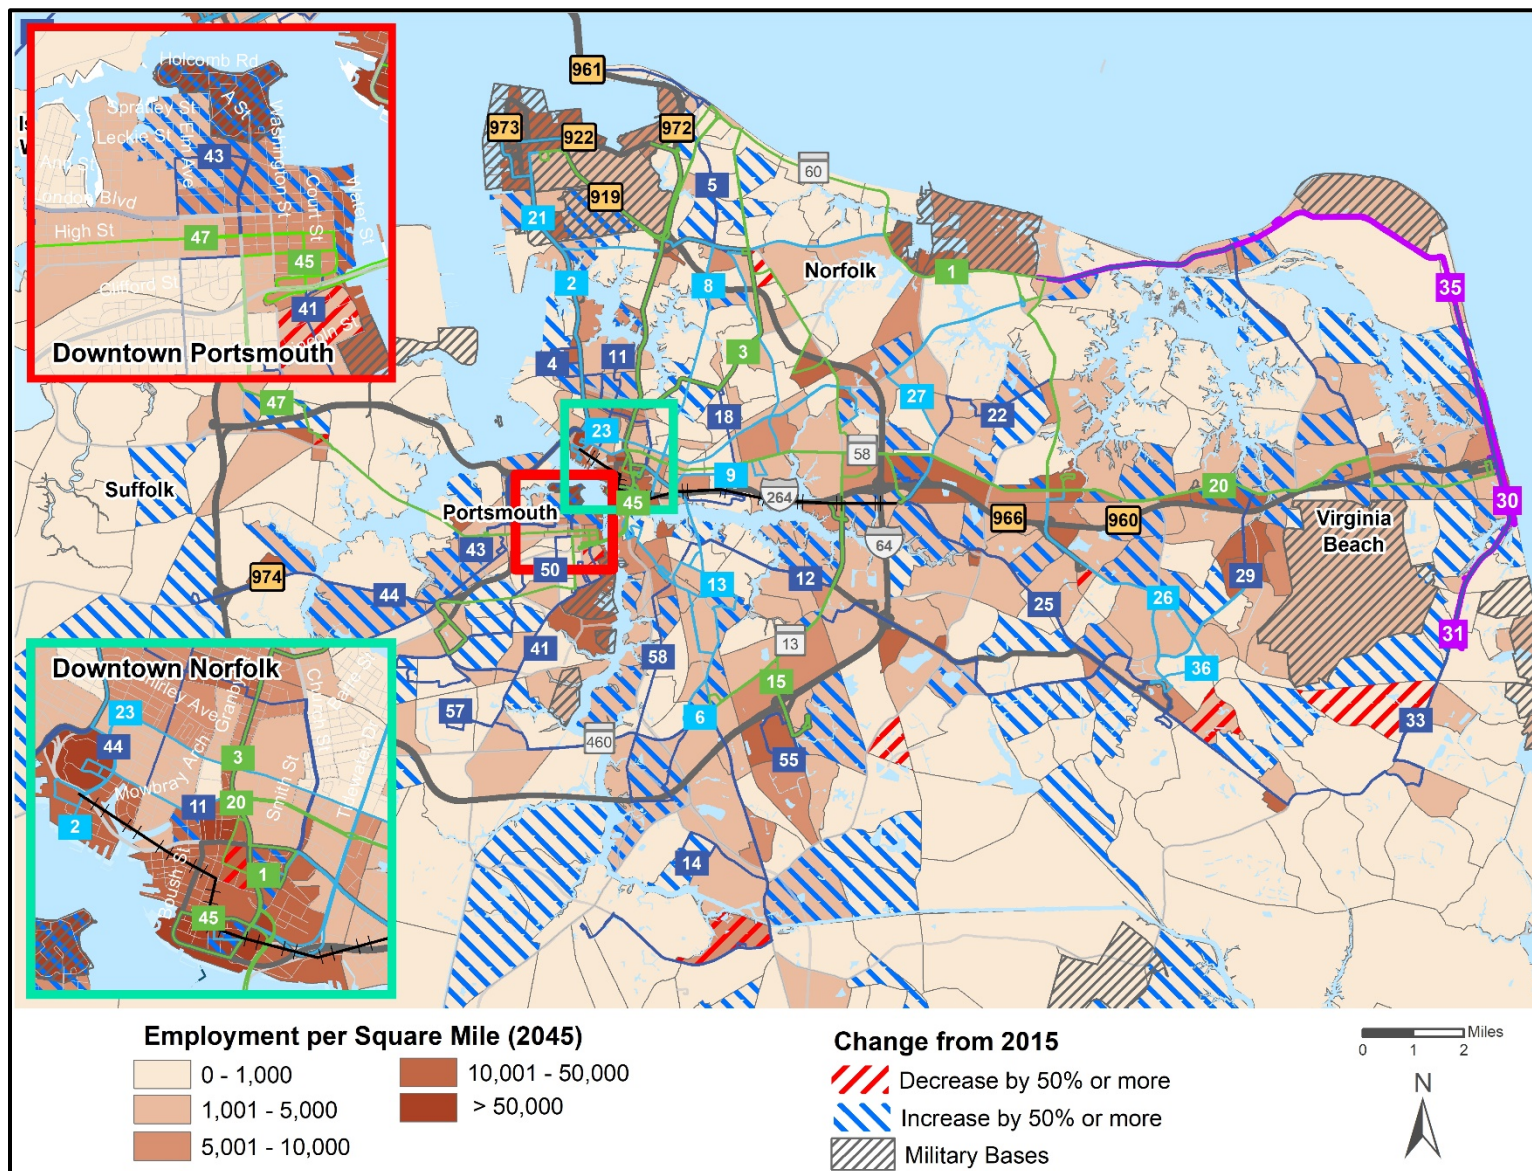 Holcomb Rd
A St
Spratley St
Leckie St
Elm Ave
Washington St
43
Ann St
London Blvd
Court St
Water St
High St
47
45
Clifford St
41
Lincoln St
Downtown Portsmouth
961
973
922
972
919
5
60
21
2
8
Norfolk
1
35
3
4
11
18
27
22
47
23
9
58
20
Suffolk
45
264
Portsmouth
966
960
30
Virginia
Beach
43
50
64
974
44
13
12
25
26
29
31
41
58
13
36
15
57
6
33
460
55
14
Downtown Norfolk
Shirley Ave
Granby
Church St
23
44
Mowbray Arch
3
Smith St
Tidewater Dr
11
20
2
Boush St
1
45
Employment per Square Mile (2045)
0 - 1,000
1,001 - 5,000
5,001 - 10,000
10,001 - 50,000
> 50,000
Change from 2015
Decrease by 50% or more
Increase by 50% or more
Military Bases
Miles
0 1 2
N